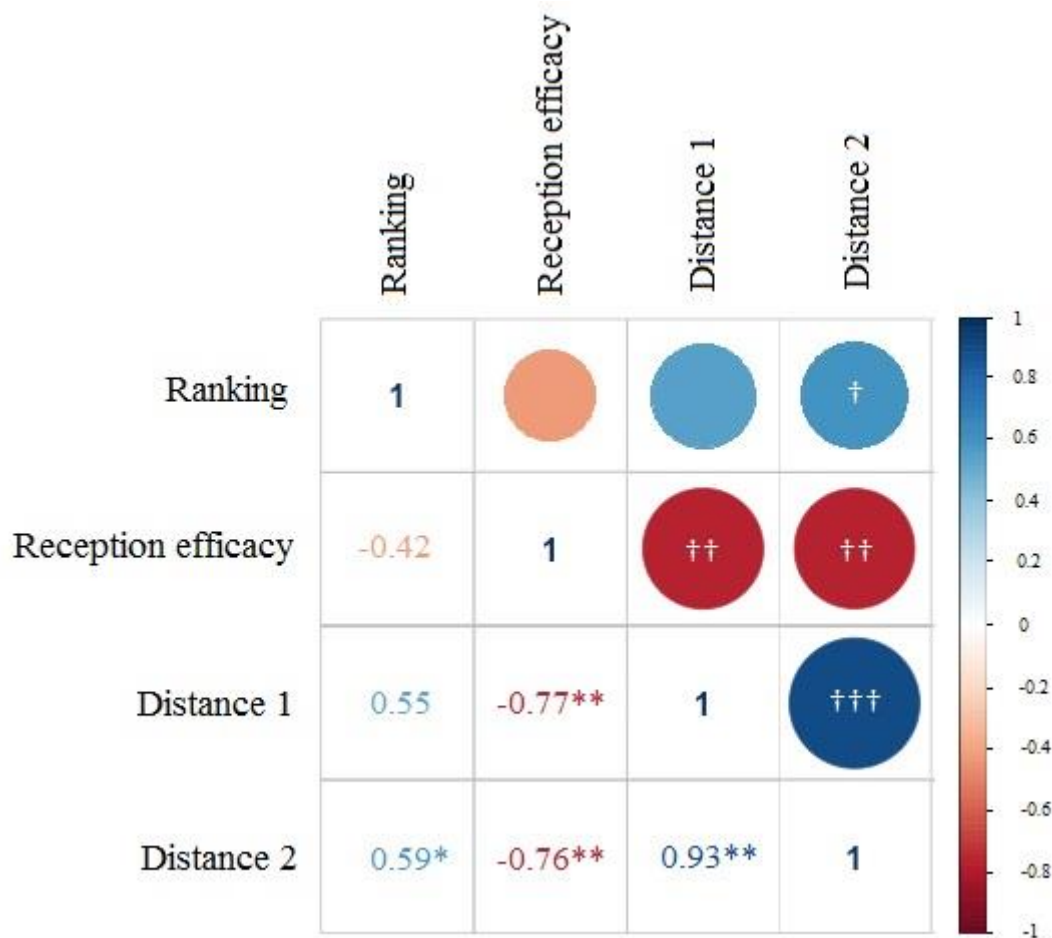 Ranking
Reception efficacy
Distance 1
Distance 2
Ranking 1 †
Reception efficacy -0.42 1 †† ††
Distance 1 0.55 -0.77** 1 †††
Distance 2 0.59* -0.76** 0.93** 1
1
0.8
0.6
0.4
0.2
0
-0.2
-0.4
-0.6
-0.8
-1